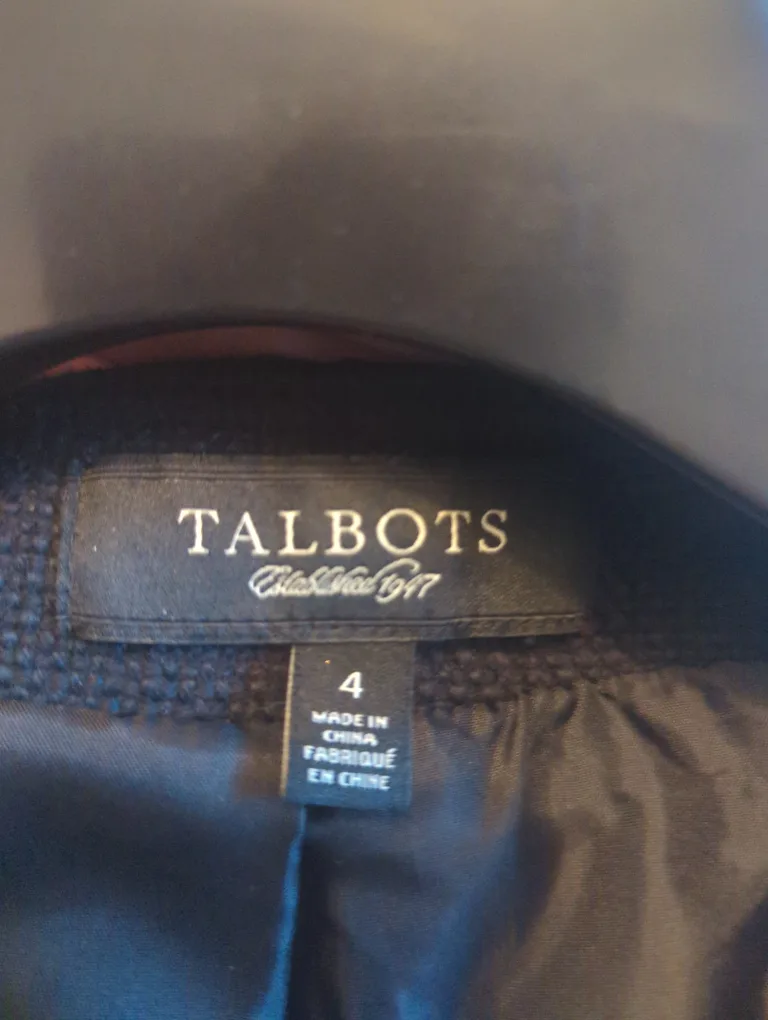 TALBOTS
Established 1947
4
MADE IN
CHINA
FABRIQUÉ
EN CHINE